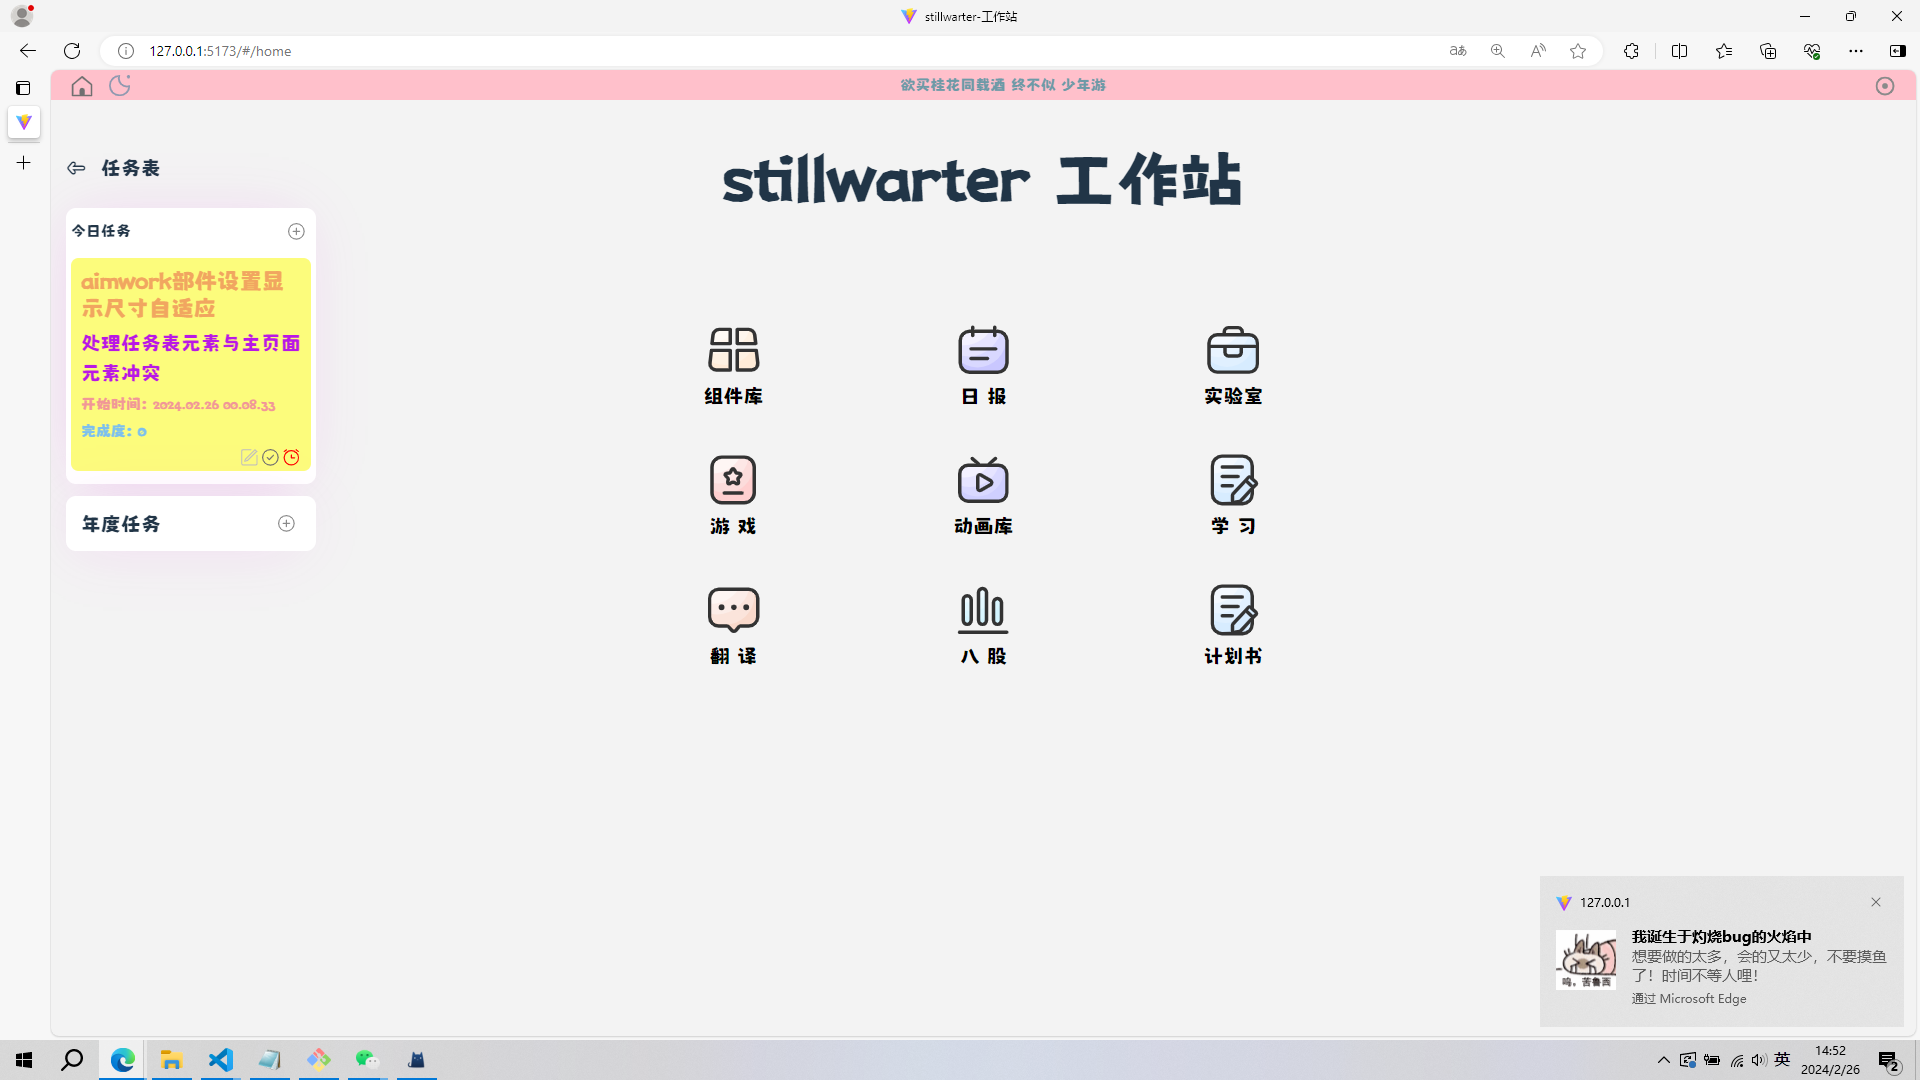 stillwarter-工作站
127.0.0.1:5173/#/home
aあ
欲买桂花同载酒 终不似 少年游
任务表
stillwarter 工作站
今日任务
aimwork部件设置显
示尺寸自适应
处理任务表元素与主页面
元素冲突
开始时间：2024.02.26 00.08.33
完成度：0
年度任务
组件库
日 报
实验室
游 戏
动画库
学 习
翻 译
八 股
计划书
127.0.0.1
我诞生于灼烧bug的火焰中
想要做的太多，会的又太少，不要摸鱼
了！时间不等人哩！
通过 Microsoft Edge
呜。苦鲁西
英
14:52
2024/2/26
2